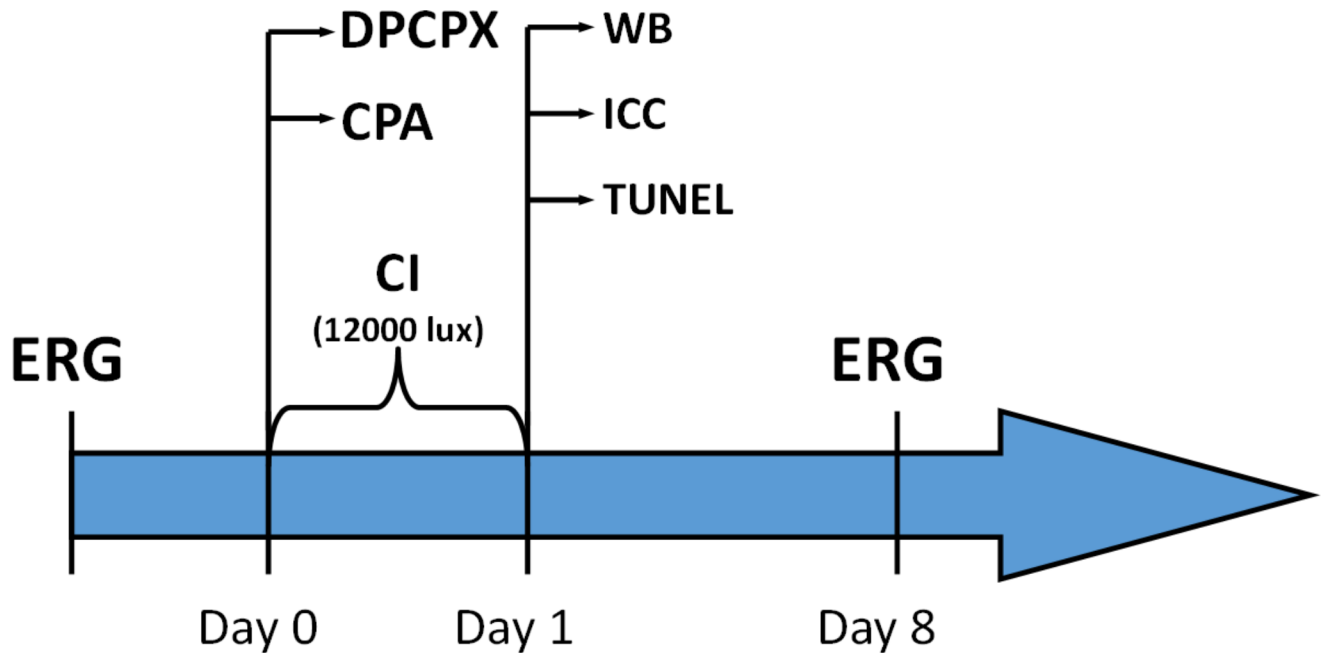 DPCPX
CPA
WB
ICC
TUNEL
CI
(12000 lux)
ERG
ERG
Day 0
Day 1
Day 8